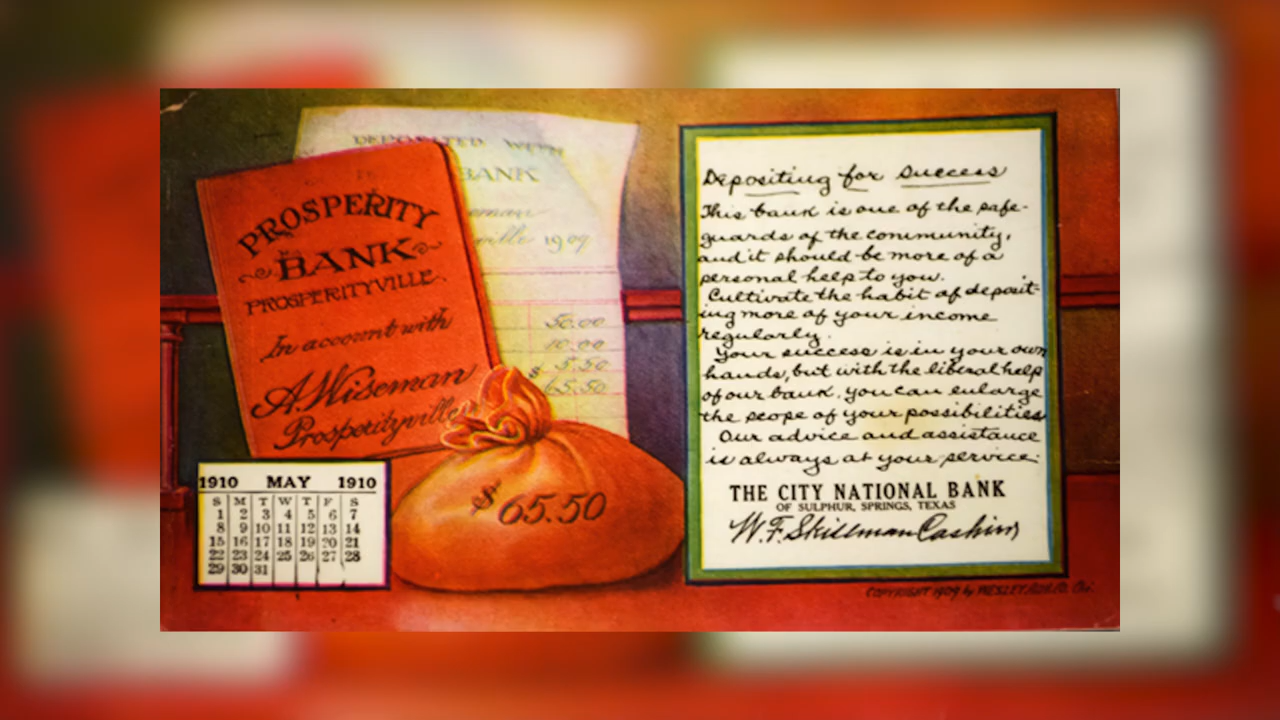 DEPOSITED WITH
BANK
1909
50.00
10.00
$ 5.50
65.50
PROSPERITY
BANK
PROSPERITYVILLE
In account with
A. Wiseman
Prosperityville
$65.50
1910 MAY 1910
S M T W T F S
1 2 3 4 5 6 7
8 9 10 11 12 13 14
15 16 17 18 19 20 21
22 23 24 25 26 27 28
29 30 31
Depositing for Success
This bank is one of the safe-
guards of the community,
and it should be more of a
personal help to you.
Cultivate the habit of deposit-
ing more of your income
regularly.
Your success is in your own
hands, but with the liberal help
of our bank, you can enlarge
the scope of your possibilities
Our advice and assistance
is always at your service.
THE CITY NATIONAL BANK
OF SULPHUR, SPRINGS, TEXAS
W. F. Skillman Cashier
COPYRIGHT 1909 by WESLEY ADV. CO. Chi.